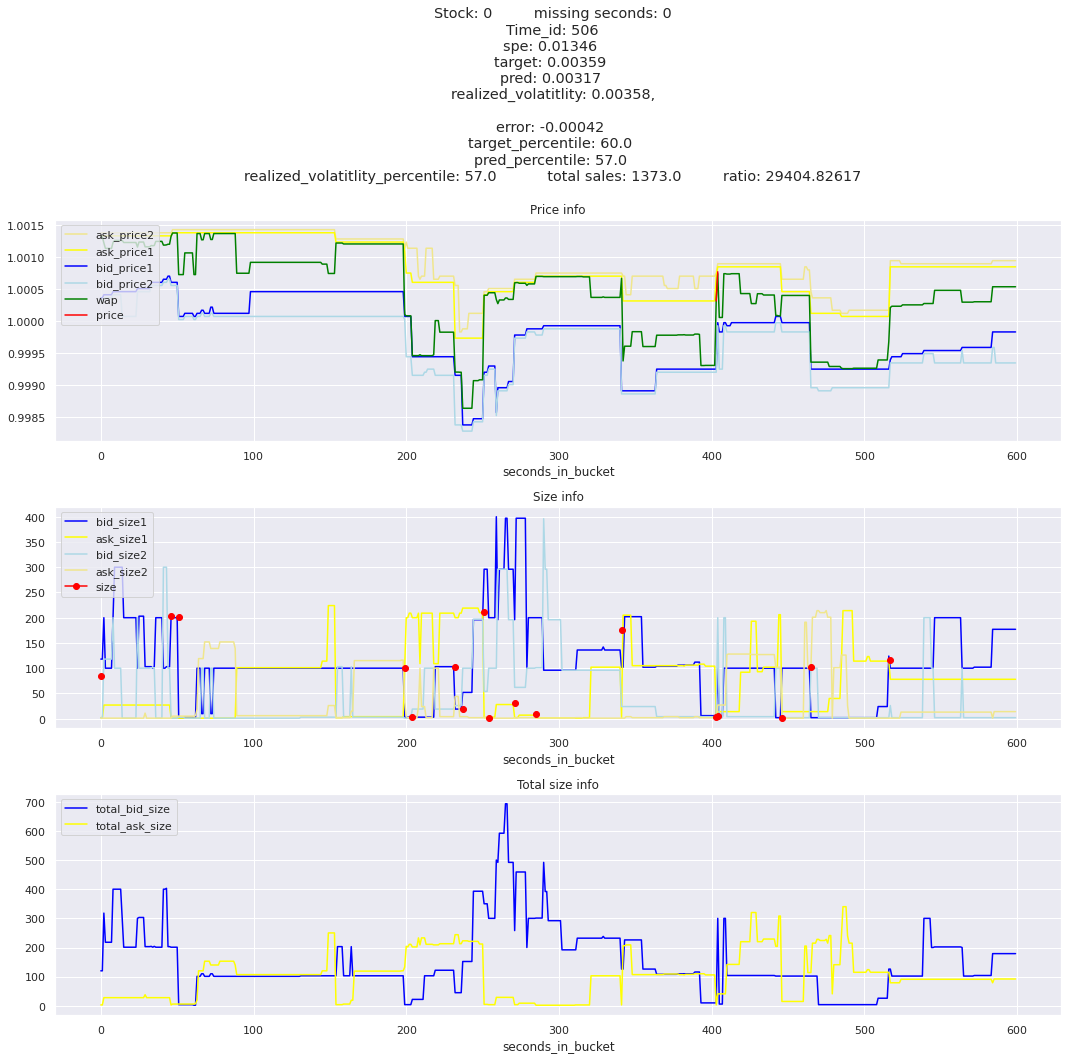 Stock: 0 missing seconds: 0
Time_id: 506
spe: 0.01346
target: 0.00359
pred: 0.00317
realized_volatitlity: 0.00358,
error: -0.00042
target_percentile: 60.0
pred_percentile: 57.0
realized_volatitlity_percentile: 57.0 total sales: 1373.0 ratio: 29404.82617
Price info
1.0015
1.0010
1.0005
1.0000
0.9995
0.9990
0.9985
ask_price2
ask_price1
bid_price1
bid_price2
wap
price
0 100 200 300 400 500 600
seconds_in_bucket
Size info
400
350
300
250
200
150
100
50
0
bid_size1
ask_size1
bid_size2
ask_size2
size
0 100 200 300 400 500 600
seconds_in_bucket
Total size info
700
600
500
400
300
200
100
0
total_bid_size
total_ask_size
0 100 200 300 400 500 600
seconds_in_bucket